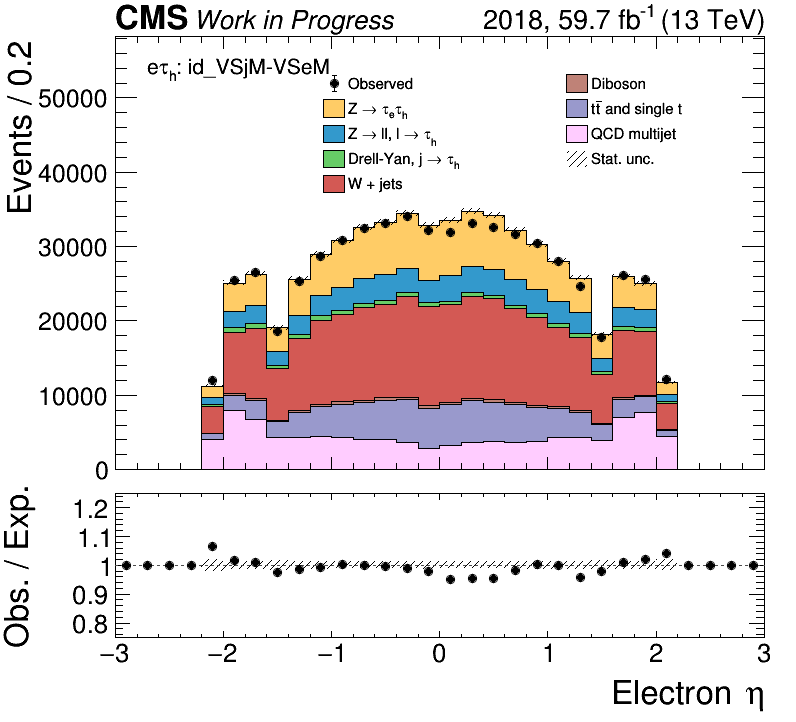 CMS Work in Progress 2018, 59.7 fb⁻¹ (13 TeV)
eτₕ: id_VSjM-VSeM
Observed
Z → τₑτₕ
Z → ll, l → τₕ
Drell-Yan, j → τₕ
W + jets
Diboson
tt̅ and single t
QCD multijet
Stat. unc.
Events / 0.2
50000
40000
30000
20000
10000
0
Obs. / Exp.
1.2
1.1
1
0.9
0.8
−3 −2 −1 0 1 2 3
Electron η